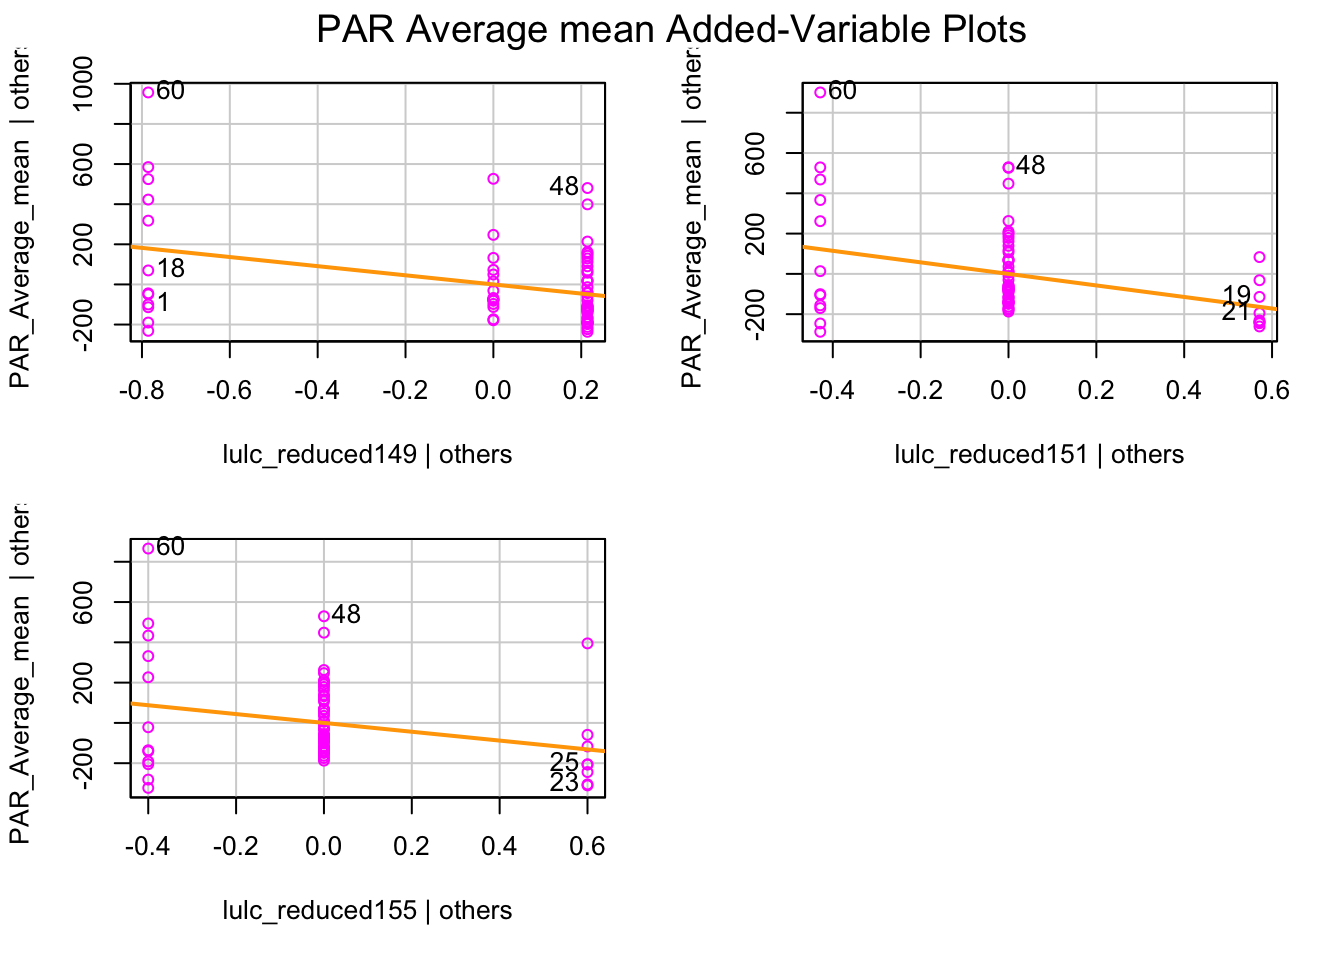 PAR Average mean Added-Variable Plots
PAR_Average_mean | others
1000
600
200
-200
60
48
18
1
-0.8 -0.6 -0.4 -0.2 0.0 0.2
lulc_reduced149 | others
PAR_Average_mean | others
600
200
-200
60
48
19
21
-0.4 -0.2 0.0 0.2 0.4 0.6
lulc_reduced151 | others
PAR_Average_mean | others
600
200
-200
60
48
25
23
-0.4 -0.2 0.0 0.2 0.4 0.6
lulc_reduced155 | others